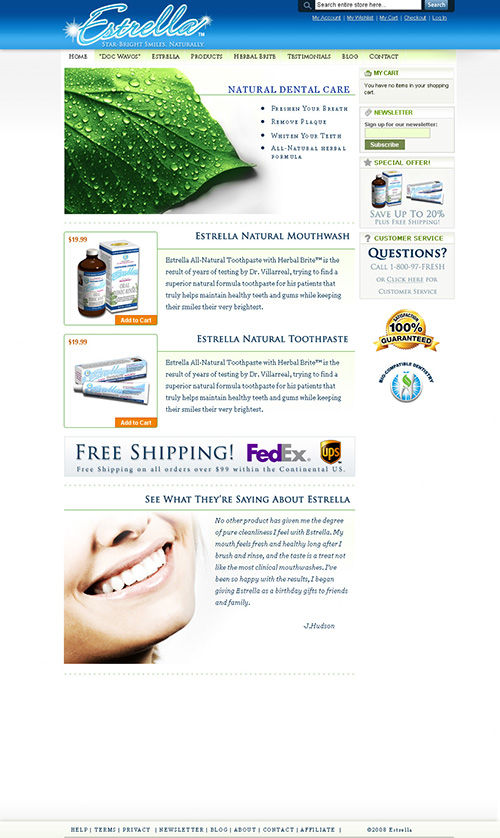 Search entire store here...
Search
My Account | My Wishlist | My Cart | Checkout | Log In
Estrella™
Star-Bright Smiles. Naturally.
Home "Doc Wavos" Estrella Products Herbal Brite Testimonials Blog Contact
Natural Dental Care
Freshen Your Breath
Remove Plaque
Whiten Your Teeth
All-Natural herbal
formula
MY CART
You have no items in your shopping
cart.
NEWSLETTER
Sign up for our newsletter:
Subscribe
SPECIAL OFFER!
Save Up To 20%
Plus Free Shipping!
CUSTOMER SERVICE
Questions?
Call 1-800-97-FRESH
or Click here for
Customer Service
SATISFACTION
100%
GUARANTEED
BIO-COMPATIBLE DENTISTRY
Estrella Natural Mouthwash
$19.99
Estrella All-Natural Toothpaste with Herbal Brite™ is the
result of years of testing by Dr. Villarreal, trying to find a
superior natural formula toothpaste for his patients that
truly helps maintain healthy teeth and gums while keeping
their smiles their very brightest.
Add to Cart
Estrella Natural Toothpaste
$19.99
Estrella All-Natural Toothpaste with Herbal Brite™ is the
result of years of testing by Dr. Villarreal, trying to find a
superior natural formula toothpaste for his patients that
truly helps maintain healthy teeth and gums while keeping
their smiles their very brightest.
Add to Cart
Free Shipping! FedEx. ups
Free Shipping on all orders over $99 within the Continental US.
See What They're Saying About Estrella
No other product has given me the degree
of pure cleanliness I feel with Estrella. My
mouth feels fresh and healthy long after I
brush and rinse, and the taste is a treat not
like the most clinical mouthwashes. I've
been so happy with the results, I began
giving Estrella as a birthday gifts to friends
and family.
-J.Hudson
HELP | TERMS | PRIVACY | NEWSLETTER | BLOG | ABOUT | CONTACT | AFFILIATE | ©2008 Estrella